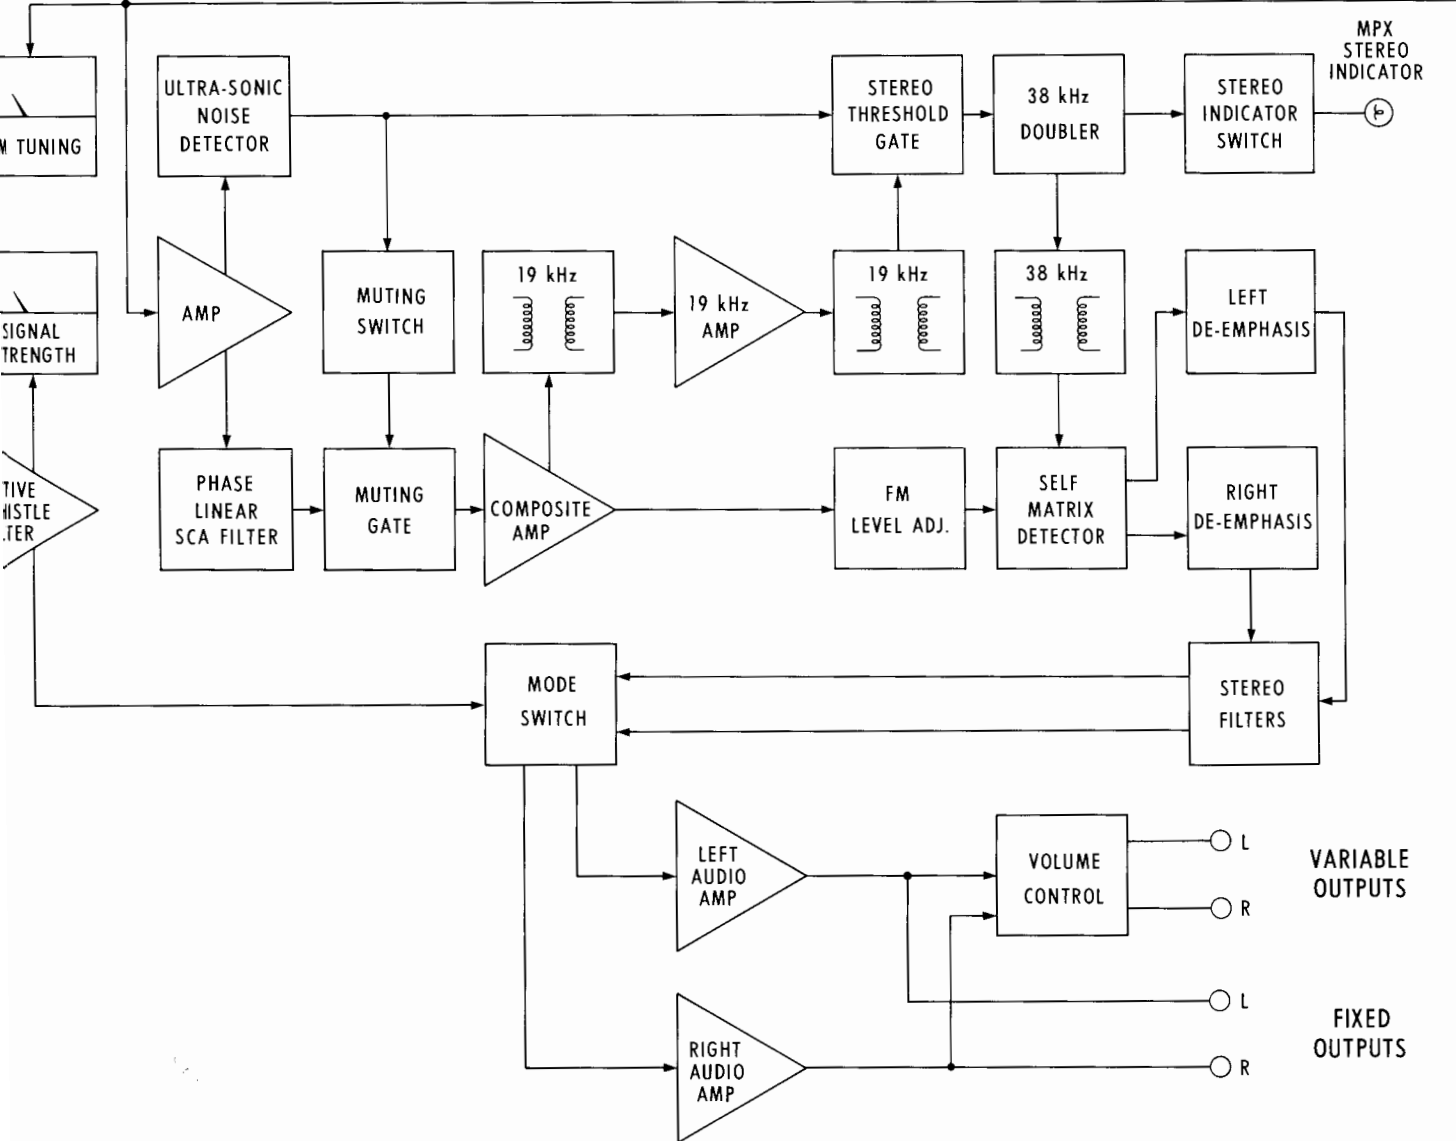 MPX
STEREO
INDICATOR
ULTRA-SONIC
NOISE
DETECTOR
STEREO
THRESHOLD
GATE
38 kHz
DOUBLER
STEREO
INDICATOR
SWITCH
TUNING
AMP
MUTING
SWITCH
19 kHz
19 kHz
AMP
19 kHz
38 kHz
LEFT
DE-EMPHASIS
SIGNAL
TRENGTH
PHASE
LINEAR
SCA FILTER
MUTING
GATE
COMPOSITE
AMP
FM
LEVEL ADJ.
SELF
MATRIX
DETECTOR
RIGHT
DE-EMPHASIS
TIVE
HISTLE
TER
MODE
SWITCH
STEREO
FILTERS
LEFT
AUDIO
AMP
VOLUME
CONTROL
L
R
VARIABLE
OUTPUTS
RIGHT
AUDIO
AMP
L
R
FIXED
OUTPUTS